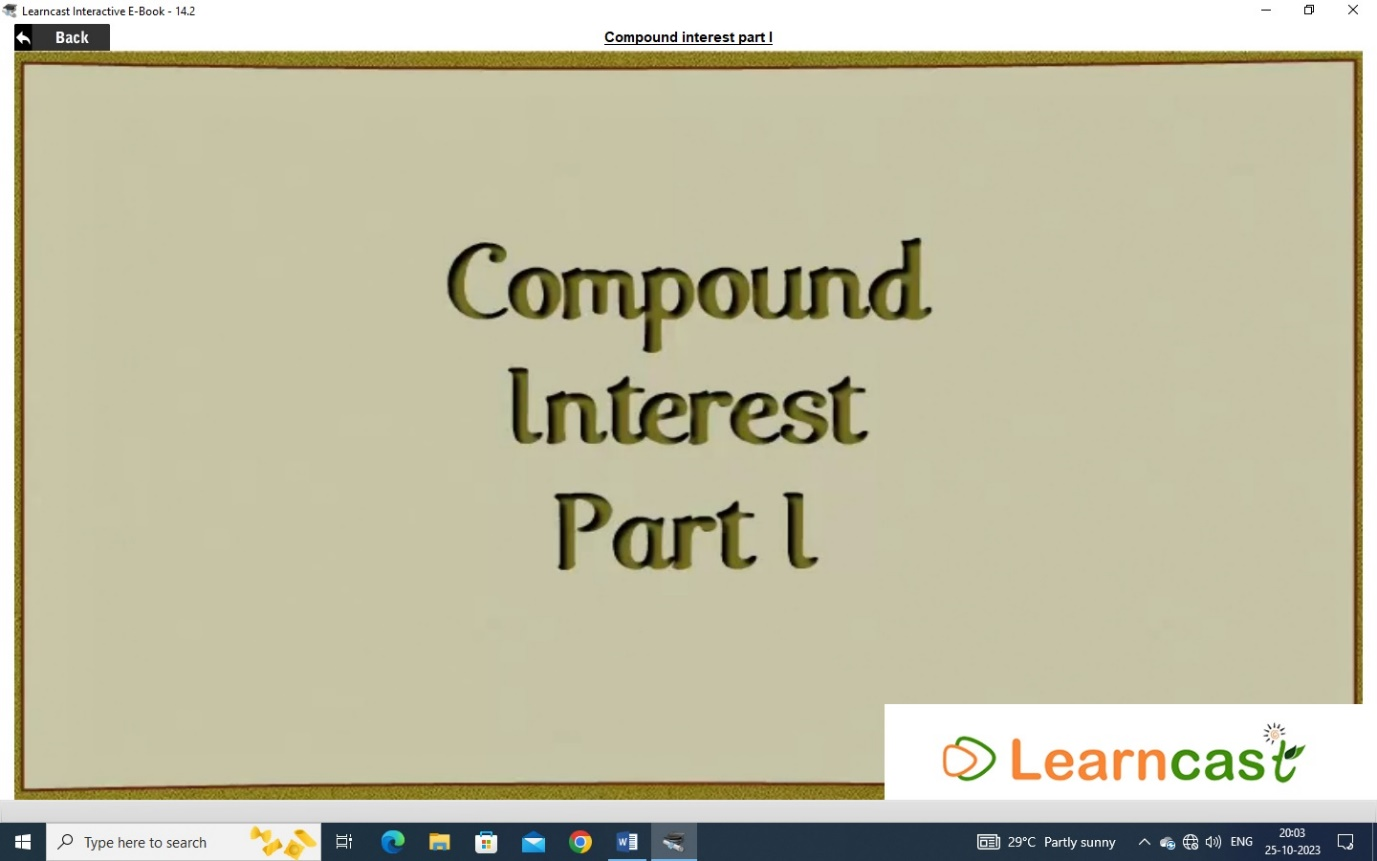 Learncast Interactive E-Book - 14.2
Back
Compound interest part I
Compound
Interest
Part I
Learncast
Type here to search
29°C Partly sunny
ENG
20:03
25-10-2023